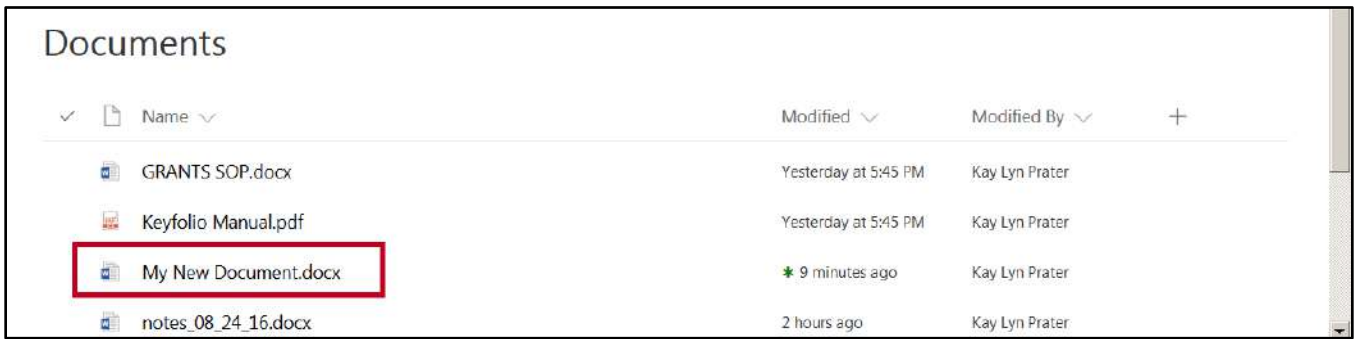 Documents
Name Modified Modified By
GRANTS SOP.docx Yesterday at 5:45 PM Kay Lyn Prater
Keyfolio Manual.pdf Yesterday at 5:45 PM Kay Lyn Prater
My New Document.docx 9 minutes ago Kay Lyn Prater
notes_08_24_16.docx 2 hours ago Kay Lyn Prater